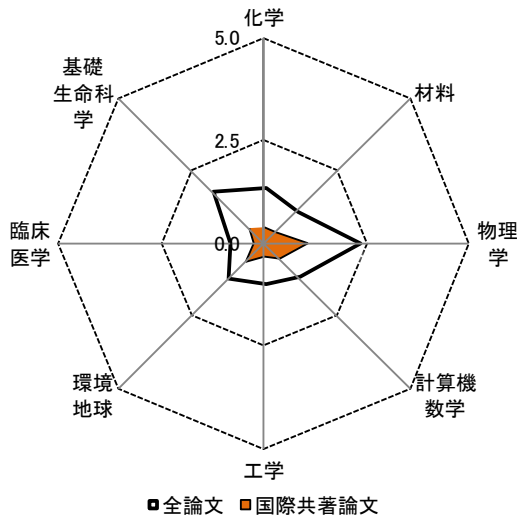 化学
5.0
基礎
生命科
学
材料
2.5
臨床
医学
0.0
物理
学
環境
地球
計算機
数学
工学
全論文 国際共著論文